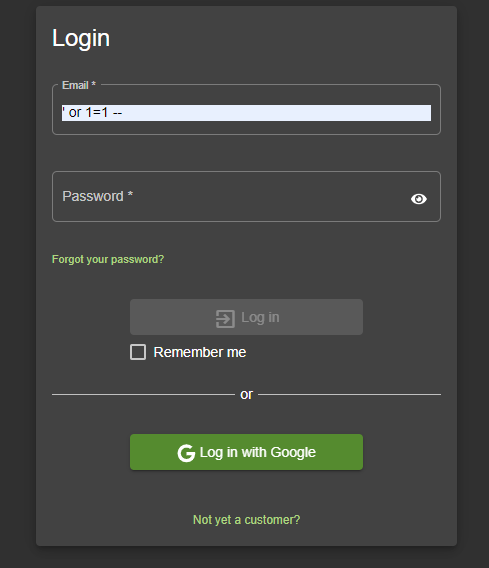 Login
Email *
' or 1=1 --
Password *
Forgot your password?
Log in
Remember me
or
Log in with Google
Not yet a customer?